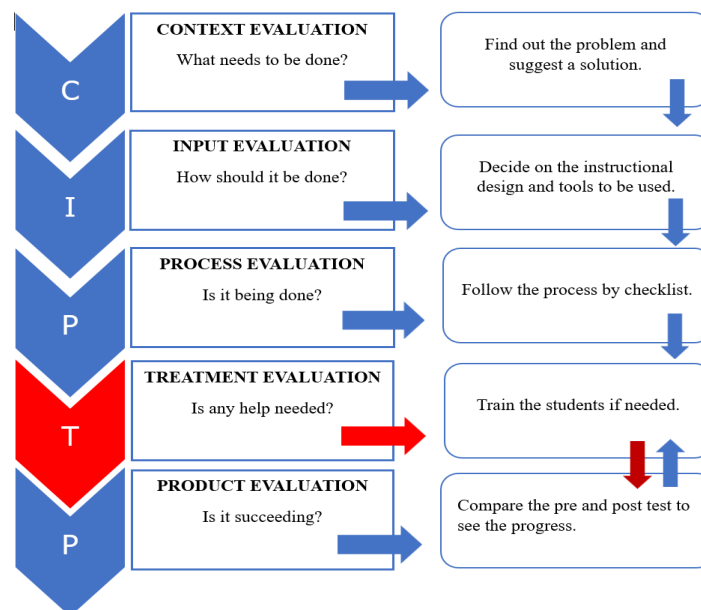 C
CONTEXT EVALUATION
What needs to be done?
Find out the problem and
suggest a solution.
I
INPUT EVALUATION
How should it be done?
Decide on the instructional
design and tools to be used.
P
PROCESS EVALUATION
Is it being done?
Follow the process by checklist.
T
TREATMENT EVALUATION
Is any help needed?
Train the students if needed.
P
PRODUCT EVALUATION
Is it succeeding?
Compare the pre and post test to
see the progress.